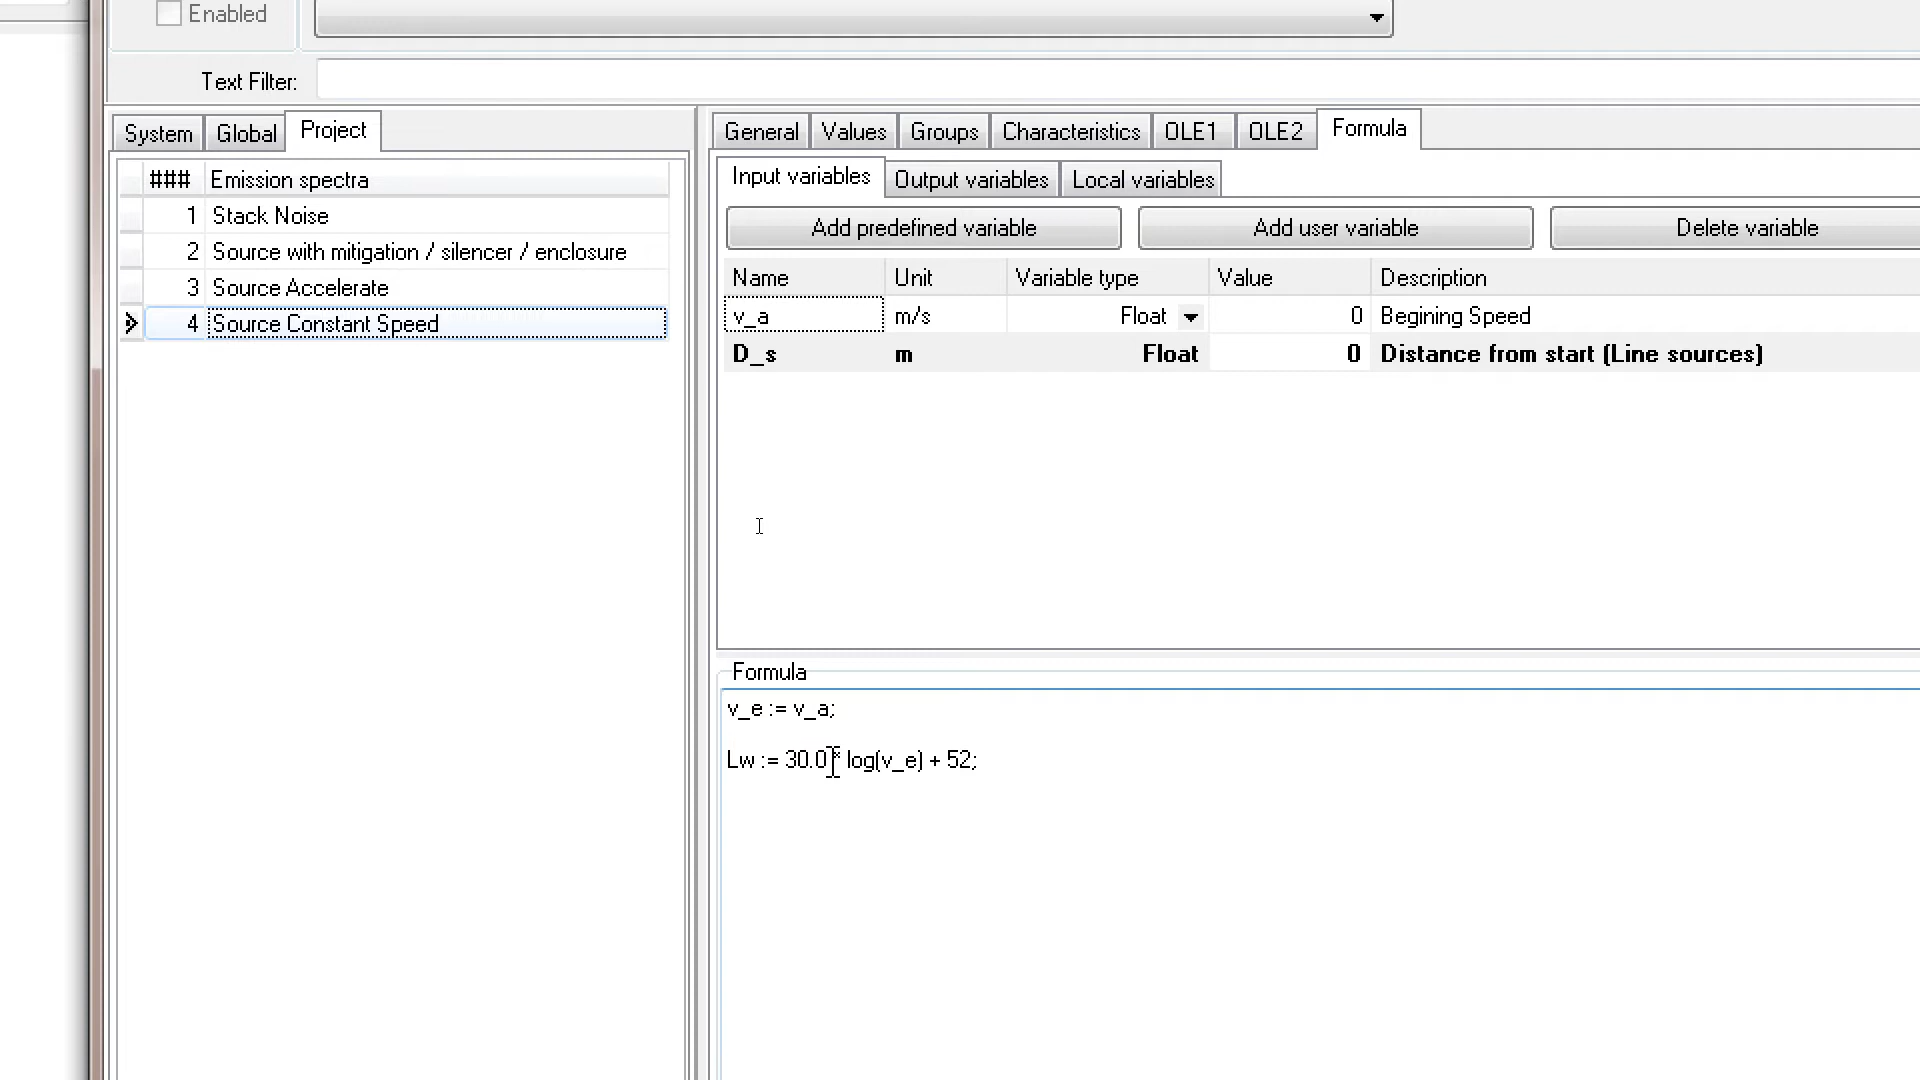 Enabled
Text Filter:
System Global Project
### Emission spectra
1 Stack Noise
2 Source with mitigation / silencer / enclosure
3 Source Accelerate
4 Source Constant Speed
General Values Groups Characteristics OLE1 OLE2 Formula
Input variables Output variables Local variables
Add predefined variable Add user variable Delete variable
Name Unit Variable type Value Description
v_a m/s Float 0 Begining Speed
D_s m Float 0 Distance from start (Line sources)
Formula
v_e := v_a;
Lw := 30.0 * log(v_e) + 52;